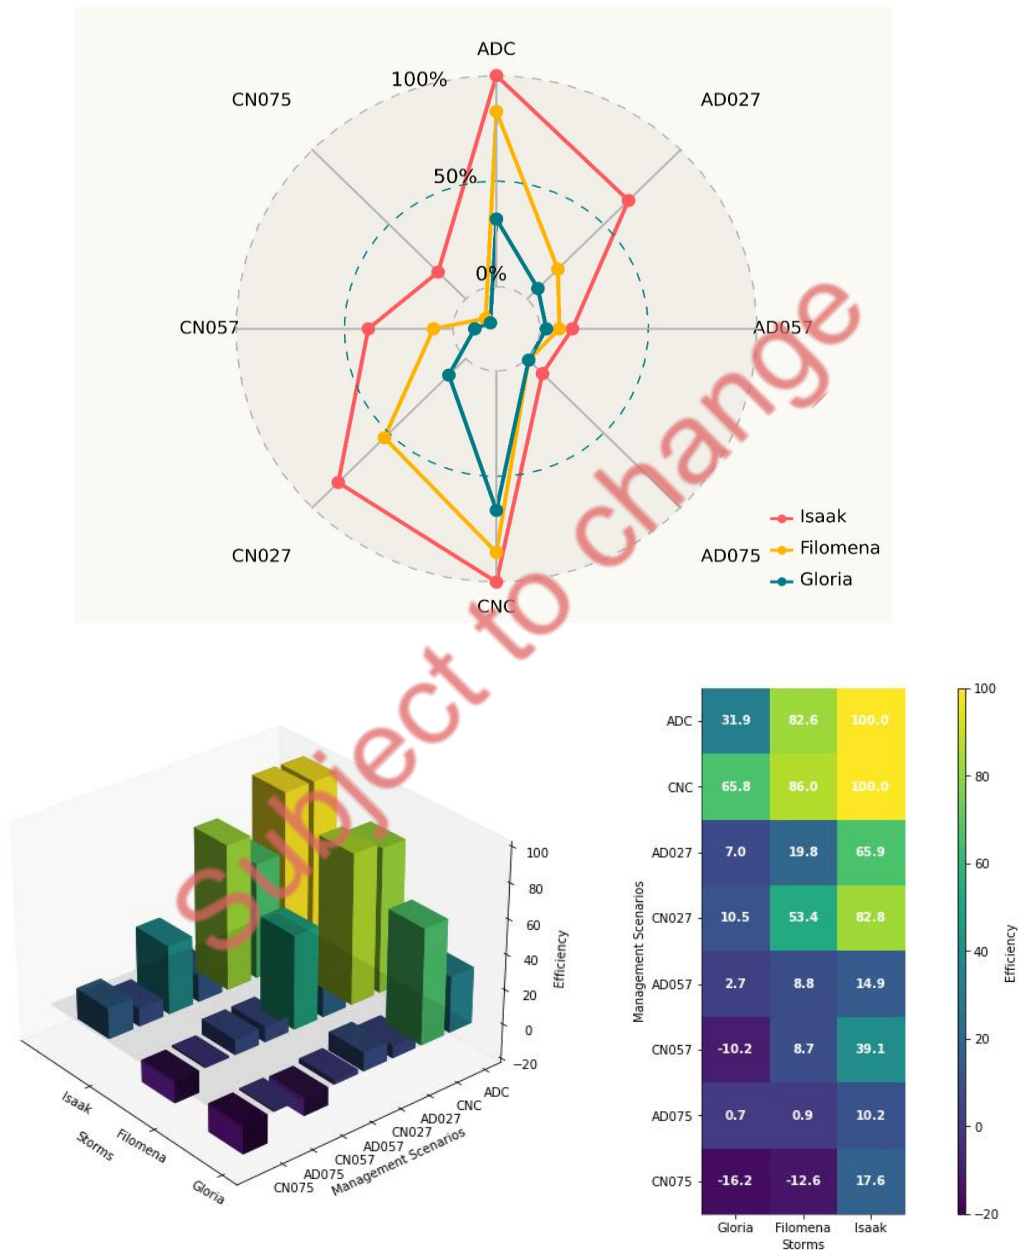 ADC
100%
CN075
AD027
50%
0%
CN057
AD057
CN027
AD075
CNC
Isaak
Filomena
Gloria
Subject to change
100
80
60
40
20
0
−20
Efficiency
Isaak
Filomena
Gloria
Storms
CN075
AD075
CN057
AD057
CN027
AD027
CNC
ADC
Management Scenarios
ADC 31.9 82.6 100.0
CNC 65.8 86.0 100.0
AD027 7.0 19.8 65.9
CN027 10.5 53.4 82.8
AD057 2.7 8.8 14.9
CN057 -10.2 8.7 39.1
AD075 0.7 0.9 10.2
CN075 -16.2 -12.6 17.6
Gloria Filomena Isaak
Storms
Management Scenarios
100
80
60
40
20
0
−20
Efficiency